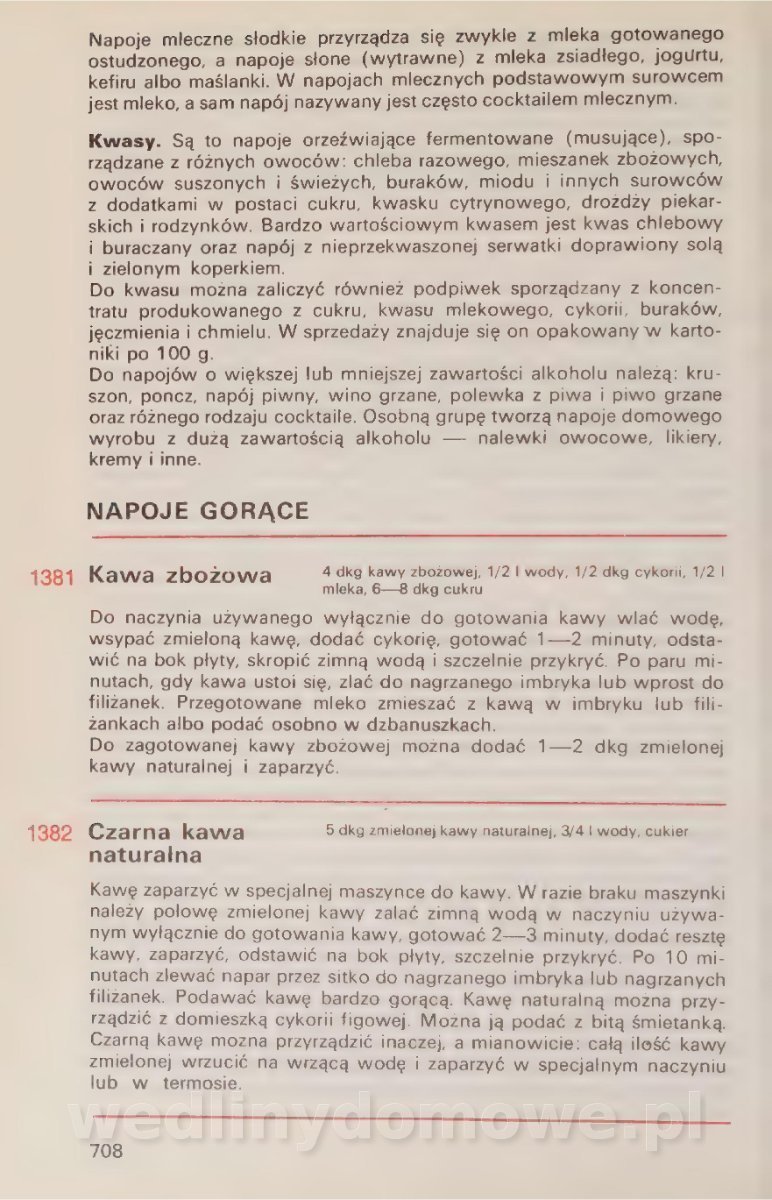 Napoje mleczne słodkie przyrządza się zwykle z mleka gotowanego
ostudzonego, a napoje słone (wytrawne) z mleka zsiadłego, jogurtu,
kefiru albo maślanki. W napojach mlecznych podstawowym surowcem
jest mleko, a sam napój nazywany jest często cocktailem mlecznym.
Kwasy. Są to napoje orzeźwiające fermentowane (musujące), spo-
rządzane z różnych owoców: chleba razowego, mieszanek zbożowych,
owoców suszonych i świeżych, buraków, miodu i innych surowców
z dodatkami w postaci cukru, kwasku cytrynowego, drożdży piekar-
skich i rodzynków. Bardzo wartościowym kwasem jest kwas chlebowy
i buraczany oraz napój z nieprzekwaszonej serwatki doprawiony solą
i zielonym koperkiem.
Do kwasu można zaliczyć również podpiwek sporządzany z koncen-
tratu produkowanego z cukru, kwasu mlekowego, cykorii, buraków,
jęczmienia i chmielu. W sprzedaży znajduje się on opakowany w karto-
niki po 100 g.
Do napojów o większej lub mniejszej zawartości alkoholu należą: kru-
szon, poncz, napój piwny, wino grzane, polewka z piwa i piwo grzane
oraz różnego rodzaju cocktaile. Osobną grupę tworzą napoje domowego
wyrobu z dużą zawartością alkoholu — nalewki owocowe, likiery,
kremy i inne.
NAPOJE GORĄCE
1381 Kawa zbożowa
4 dkg kawy zbożowej, 1/2 l wody, 1/2 dkg cykorii, 1/2 l
mleka, 6—8 dkg cukru
Do naczynia używanego wyłącznie do gotowania kawy wlać wodę,
wsypać zmieloną kawę, dodać cykorię, gotować 1—2 minuty, odsta-
wić na bok płyty, skropić zimną wodą i szczelnie przykryć. Po paru mi-
nutach, gdy kawa ustoi się, zlać do nagrzanego imbryka lub wprost do
filiżanek. Przegotowane mleko zmieszać z kawą w imbryku lub fili-
żankach albo podać osobno w dzbanuszkach.
Do zagotowanej kawy zbożowej można dodać 1—2 dkg zmielonej
kawy naturalnej i zaparzyć.
1382 Czarna kawa
naturalna
5 dkg zmielonej kawy naturalnej, 3/4 l wody, cukier
Kawę zaparzyć w specjalnej maszynce do kawy. W razie braku maszynki
należy połowę zmielonej kawy zalać zimną wodą w naczyniu używa-
nym wyłącznie do gotowania kawy, gotować 2—3 minuty, dodać resztę
kawy, zaparzyć, odstawić na bok płyty, szczelnie przykryć. Po 10 mi-
nutach zlewać napar przez sitko do nagrzanego imbryka lub nagrzanych
filiżanek. Podawać kawę bardzo gorącą. Kawę naturalną można przy-
rządzić z domieszką cykorii figowej. Można ją podać z bitą śmietanką.
Czarną kawę można przyrządzić inaczej, a mianowicie: całą ilość kawy
zmielonej wrzucić na wrzącą wodę i zaparzyć w specjalnym naczyniu
lub w termosie.
wedlinydomowe.pl
708